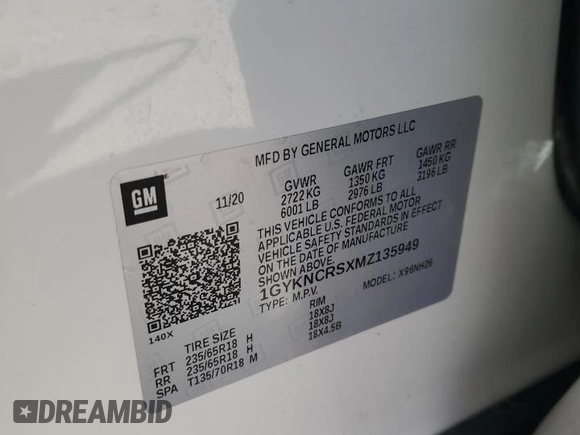 MFD BY GENERAL MOTORS LLC
GM
11/20
GVWR GAWR FRT GAWR RR
2722 KG 1350 KG 1450 KG
6001 LB 2976 LB 3196 LB
THIS VEHICLE CONFORMS TO ALL
APPLICABLE U.S. FEDERAL MOTOR
VEHICLE SAFETY STANDARDS IN EFFECT
ON THE DATE OF MANUFACTURE
SHOWN ABOVE.
1GYKNCRSXMZ135949
TYPE: M.P.V. MODEL: X96NH26
140X
TIRE SIZE RIM
FRT 235/65R18 H 18X8J
RR 235/65R18 H 18X8J
SPA T135/70R18 M 18X4.5B
DREAMBID